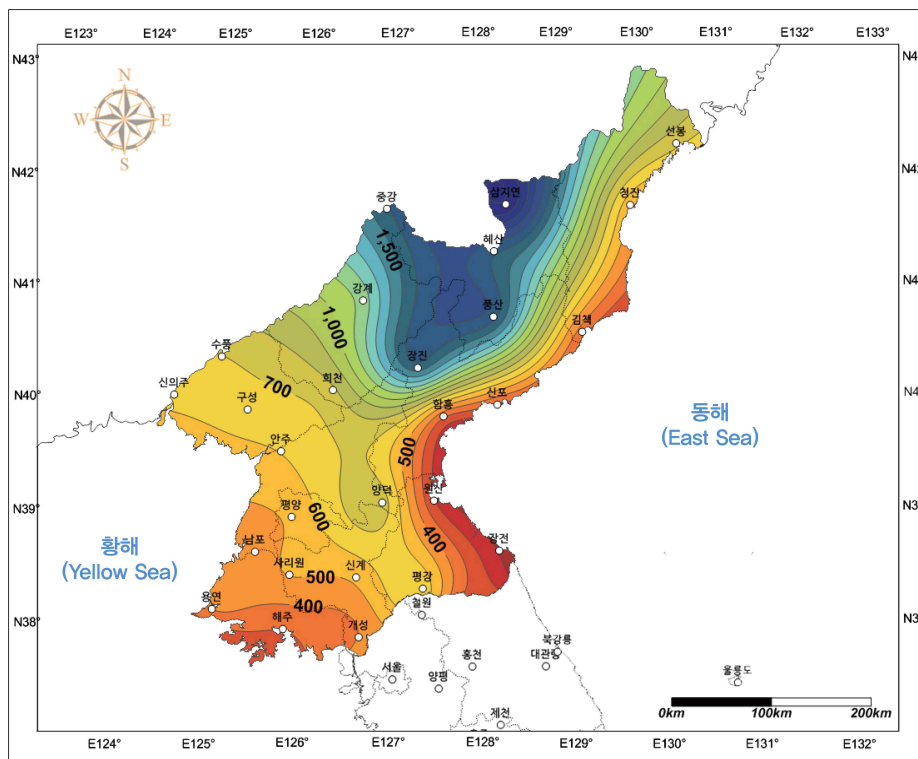 E123° E124° E125° E126° E127° E128° E129° E130° E131° E132° E133°
N43°
N42°
N41°
N40°
N39°
N38°
N
W E
S
선봉
청진
삼지연
중강
혜산
1,500
강계
풍산
김책
1,000
장진
수풍
희천
신의주
700
구성
신포
함흥
안주
500
동해
(East Sea)
양덕
원산
평양
600
400
장전
황해
(Yellow Sea)
남포
사리원
500
신계
평강
용연
400
철원
해주
개성
북강릉
서울
홍천
대관령
양평
울릉도
제천
0km 100km 200km
E124° E125° E126° E127° E128° E129° E130° E131° E132°